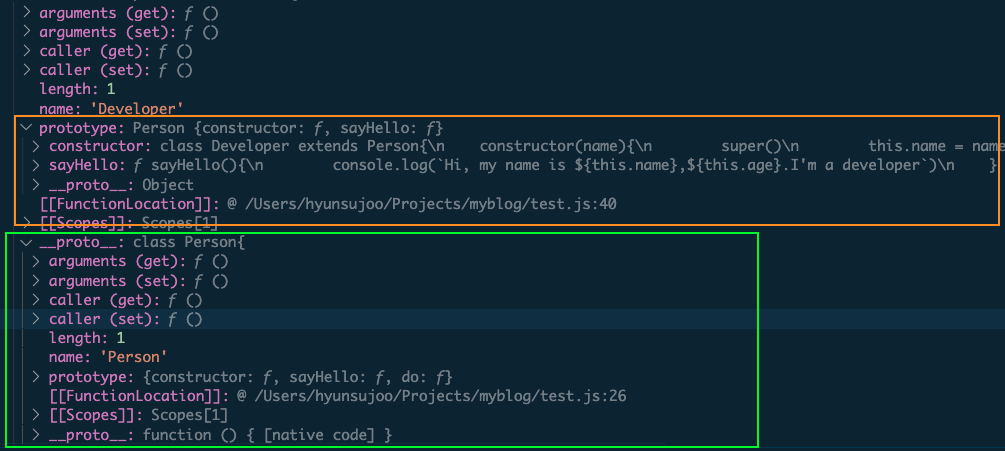 > arguments (get): ƒ ()
> arguments (set): ƒ ()
> caller (get): ƒ ()
> caller (set): ƒ ()
length: 1
name: 'Developer'
prototype: Person {constructor: ƒ, sayHello: ƒ}
> constructor: class Developer extends Person{\n    constructor(name){\n        super()\n        this.name = name
> sayHello: ƒ sayHello(){\n        console.log(`Hi, my name is ${this.name},${this.age}.I'm a developer`)\n    }
> __proto__: Object
[[FunctionLocation]]: @ /Users/hyunsujoo/Projects/myblog/test.js:40
> [[Scopes]]: Scopes[1]
__proto__: class Person{
> arguments (get): ƒ ()
> arguments (set): ƒ ()
> caller (get): ƒ ()
> caller (set): ƒ ()
length: 1
name: 'Person'
> prototype: {constructor: ƒ, sayHello: ƒ, do: ƒ}
[[FunctionLocation]]: @ /Users/hyunsujoo/Projects/myblog/test.js:26
> [[Scopes]]: Scopes[1]
> __proto__: function () { [native code] }